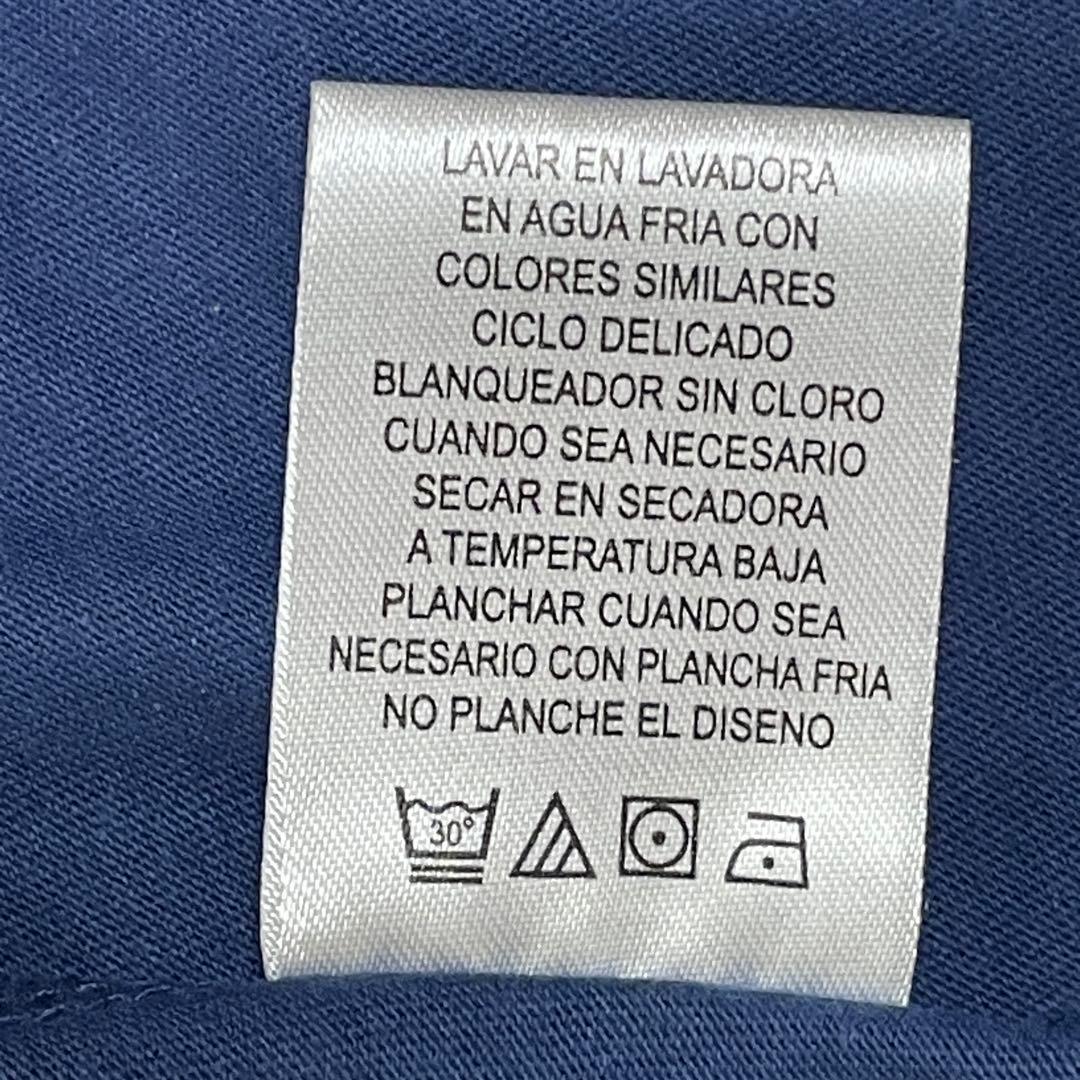 LAVAR EN LAVADORA
EN AGUA FRIA CON
COLORES SIMILARES
CICLO DELICADO
BLANQUEADOR SIN CLORO
CUANDO SEA NECESARIO
SECAR EN SECADORA
A TEMPERATURA BAJA
PLANCHAR CUANDO SEA
NECESARIO CON PLANCHA FRIA
NO PLANCHE EL DISENO
30°